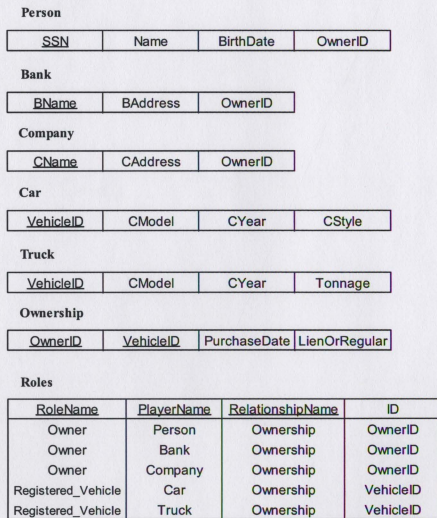 Person
SSN Name BirthDate OwnerID
Bank
BName BAddress OwnerID
Company
CName CAddress OwnerID
Car
VehicleID CModel CYear CStyle
Truck
VehicleID CModel CYear Tonnage
Ownership
OwnerID VehicleID PurchaseDate LienOrRegular
Roles
RoleName PlayerName RelationshipName ID
Owner Person Ownership OwnerID
Owner Bank Ownership OwnerID
Owner Company Ownership OwnerID
Registered_Vehicle Car Ownership VehicleID
Registered_Vehicle Truck Ownership VehicleID